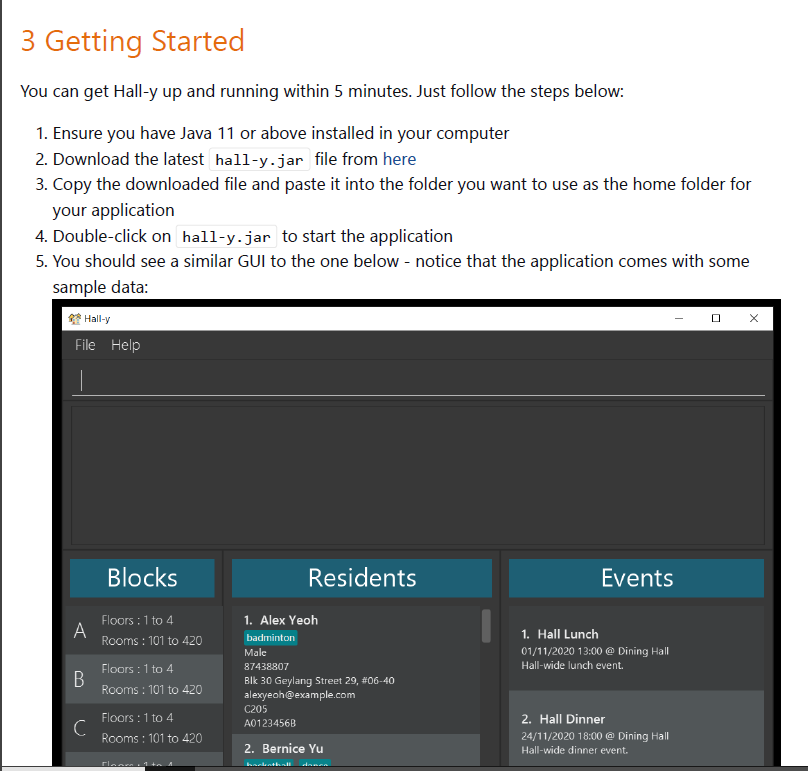 3 Getting Started
You can get Hall-y up and running within 5 minutes. Just follow the steps below:
1. Ensure you have Java 11 or above installed in your computer
2. Download the latest hall-y.jar file from here
3. Copy the downloaded file and paste it into the folder you want to use as the home folder for
your application
4. Double-click on hall-y.jar to start the application
5. You should see a similar GUI to the one below - notice that the application comes with some
sample data:
Hall-y
File Help
Blocks
A
Floors : 1 to 4
Rooms : 101 to 420
B
Floors : 1 to 4
Rooms : 101 to 420
C
Floors : 1 to 4
Rooms : 101 to 420
Floors : 1 to 4
Residents
1. Alex Yeoh
badminton
Male
87438807
Blk 30 Geylang Street 29, #06-40
alexyeoh@example.com
C205
A0123456B
2. Bernice Yu
basketball dance
Events
1. Hall Lunch
01/11/2020 13:00 @ Dining Hall
Hall-wide lunch event.
2. Hall Dinner
24/11/2020 18:00 @ Dining Hall
Hall-wide dinner event.